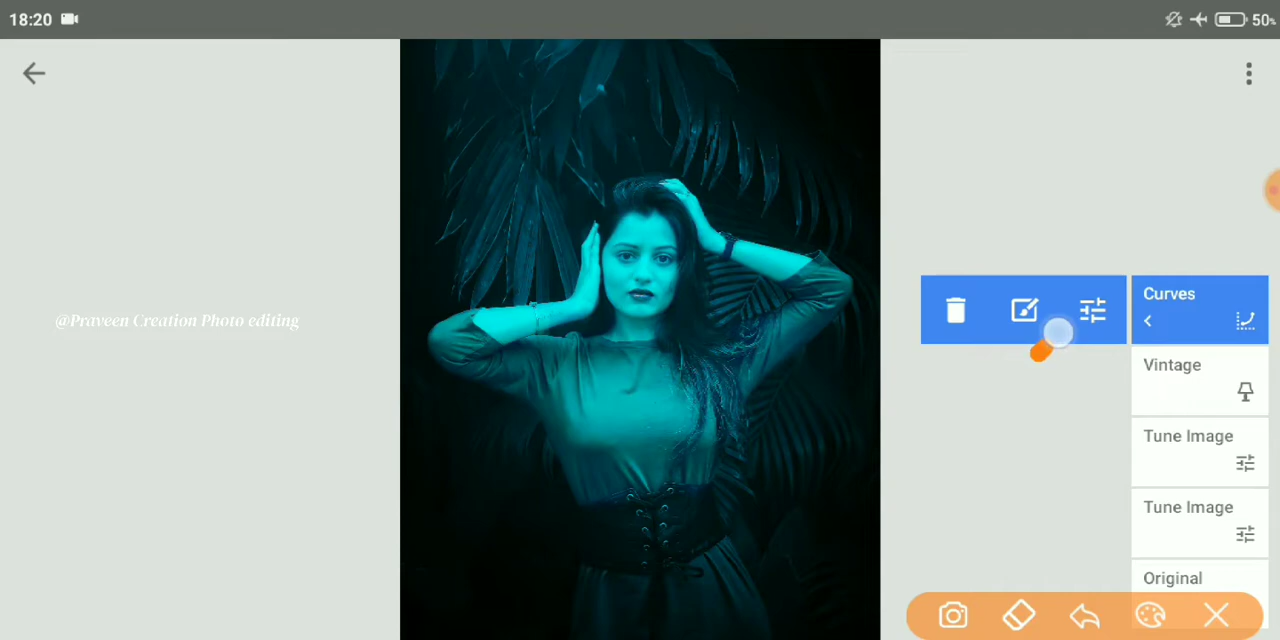 18:20
50%
Curves
@Praveen Creation Photo editing
Vintage
Tune Image
Tune Image
Original